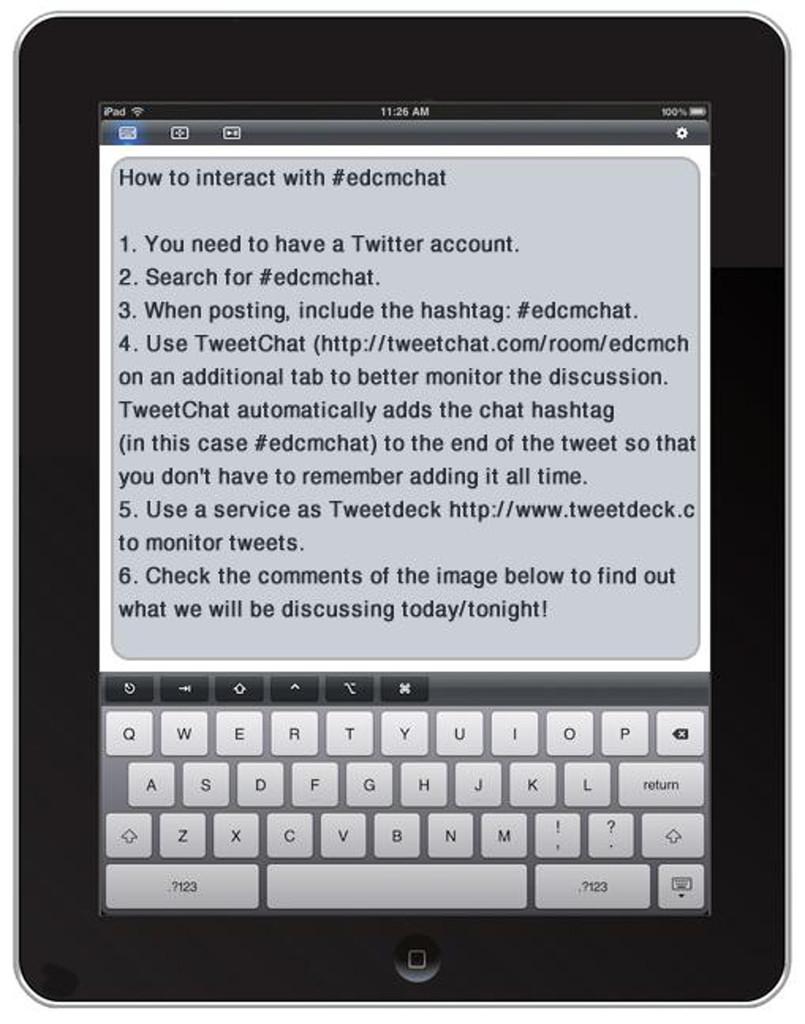 iPad 11:26 AM 100%
How to interact with #edcmchat
1. You need to have a Twitter account.
2. Search for #edcmchat.
3. When posting, include the hashtag: #edcmchat.
4. Use TweetChat (http://tweetchat.com/room/edcmch
on an additional tab to better monitor the discussion.
TweetChat automatically adds the chat hashtag
(in this case #edcmchat) to the end of the tweet so that
you don't have to remember adding it all time.
5. Use a service as Tweetdeck http://www.tweetdeck.c
to monitor tweets.
6. Check the comments of the image below to find out
what we will be discussing today/tonight!
Q W E R T Y U I O P
A S D F G H J K L return
Z X C V B N M ! , ? .
.?123 .?123